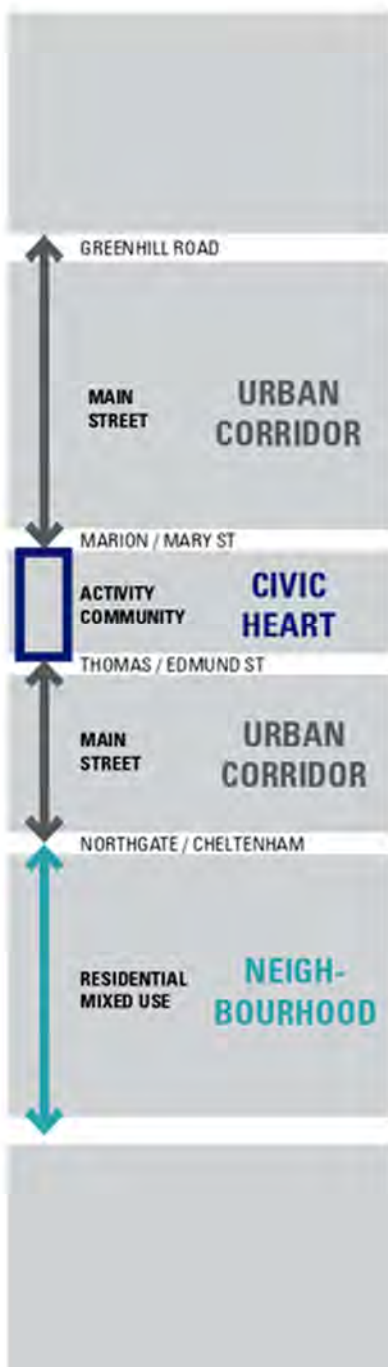 GREENHILL ROAD
MAIN
STREET
URBAN
CORRIDOR
MARION / MARY ST
ACTIVITY
COMMUNITY
CIVIC
HEART
THOMAS / EDMUND ST
MAIN
STREET
URBAN
CORRIDOR
NORTHGATE / CHELTENHAM
RESIDENTIAL
MIXED USE
NEIGH-
BOURHOOD